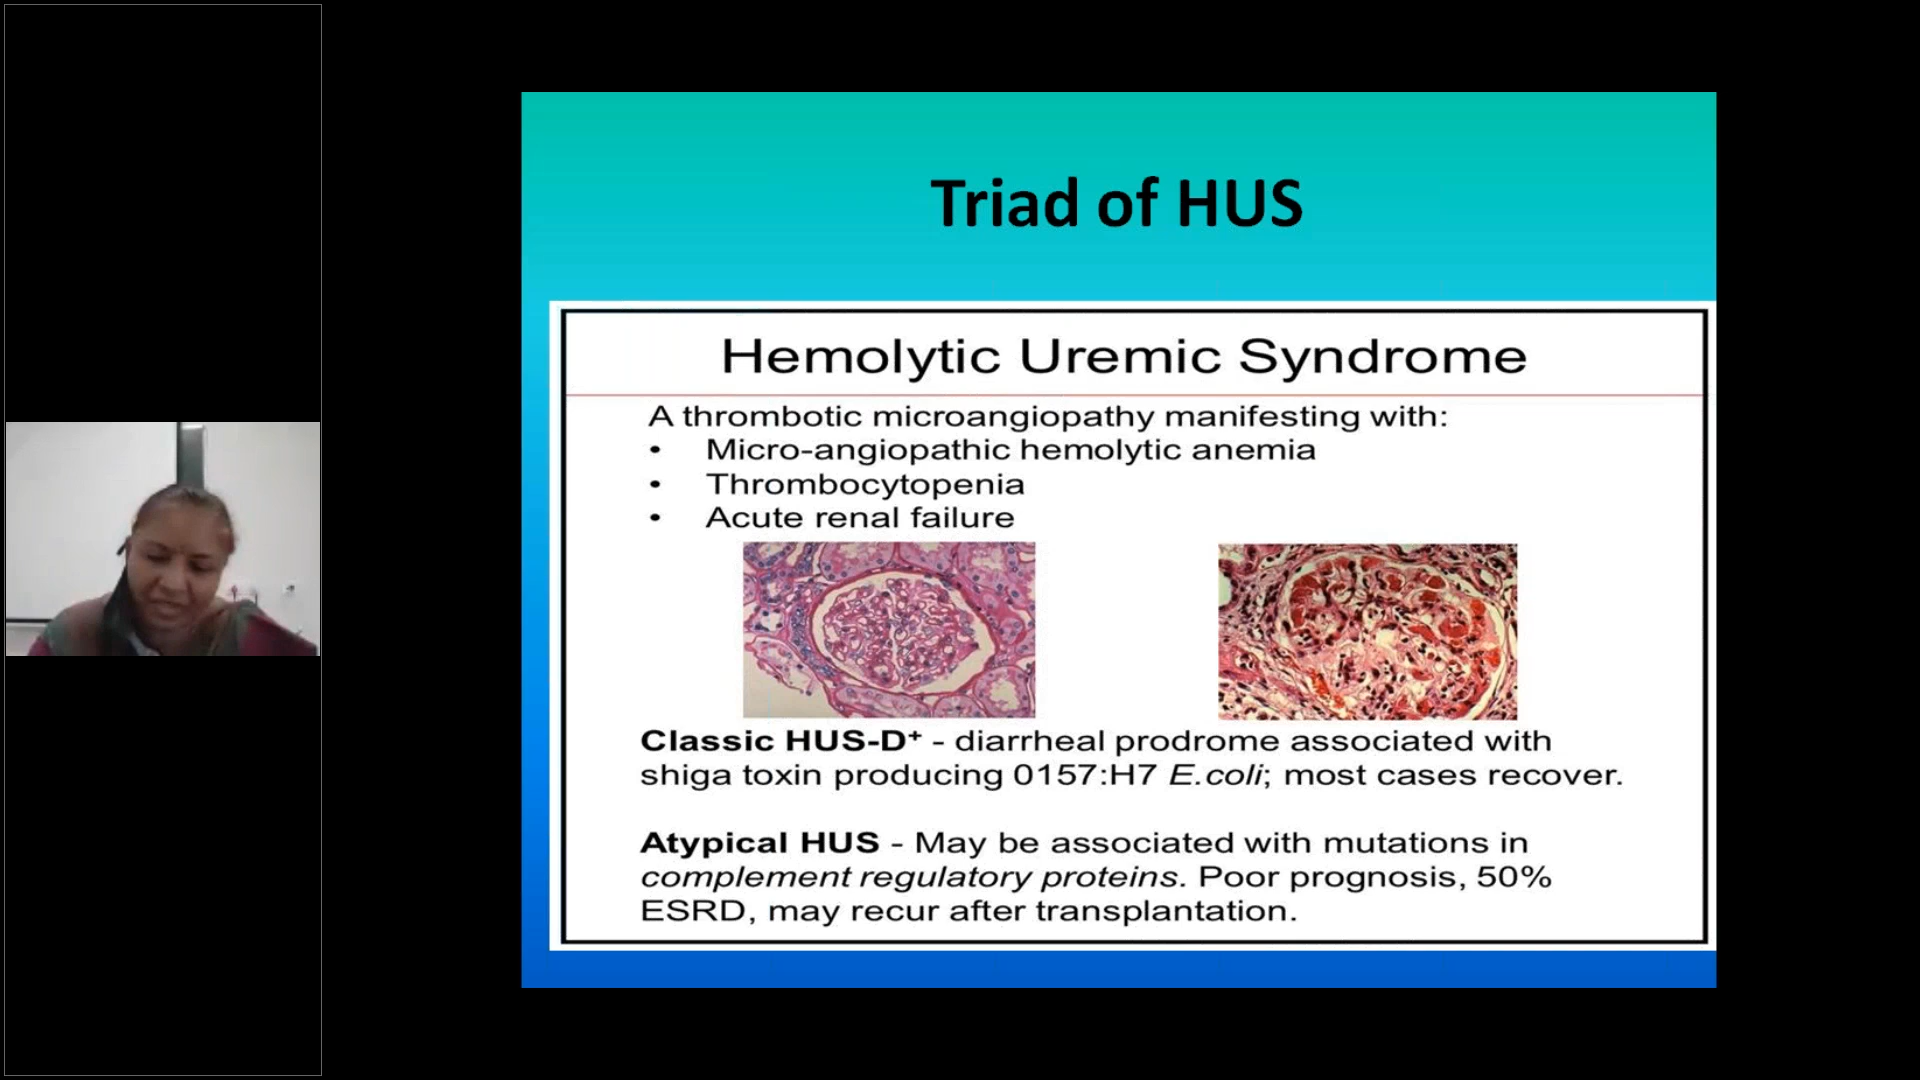 Triad of HUS
Hemolytic Uremic Syndrome
A thrombotic microangiopathy manifesting with:
• Micro-angiopathic hemolytic anemia
• Thrombocytopenia
• Acute renal failure
Classic HUS-D⁺ - diarrheal prodrome associated with
shiga toxin producing 0157:H7 E.coli; most cases recover.
Atypical HUS - May be associated with mutations in
complement regulatory proteins. Poor prognosis, 50%
ESRD, may recur after transplantation.